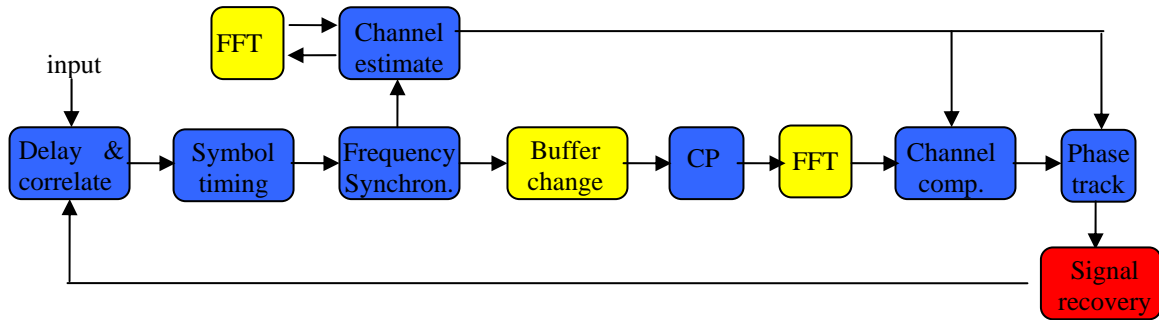 FFT
Channel
estimate
input
Delay &
correlate
Symbol
timing
Frequency
Synchron.
Buffer
change
CP
FFT
Channel
comp.
Phase
track
Signal
recovery